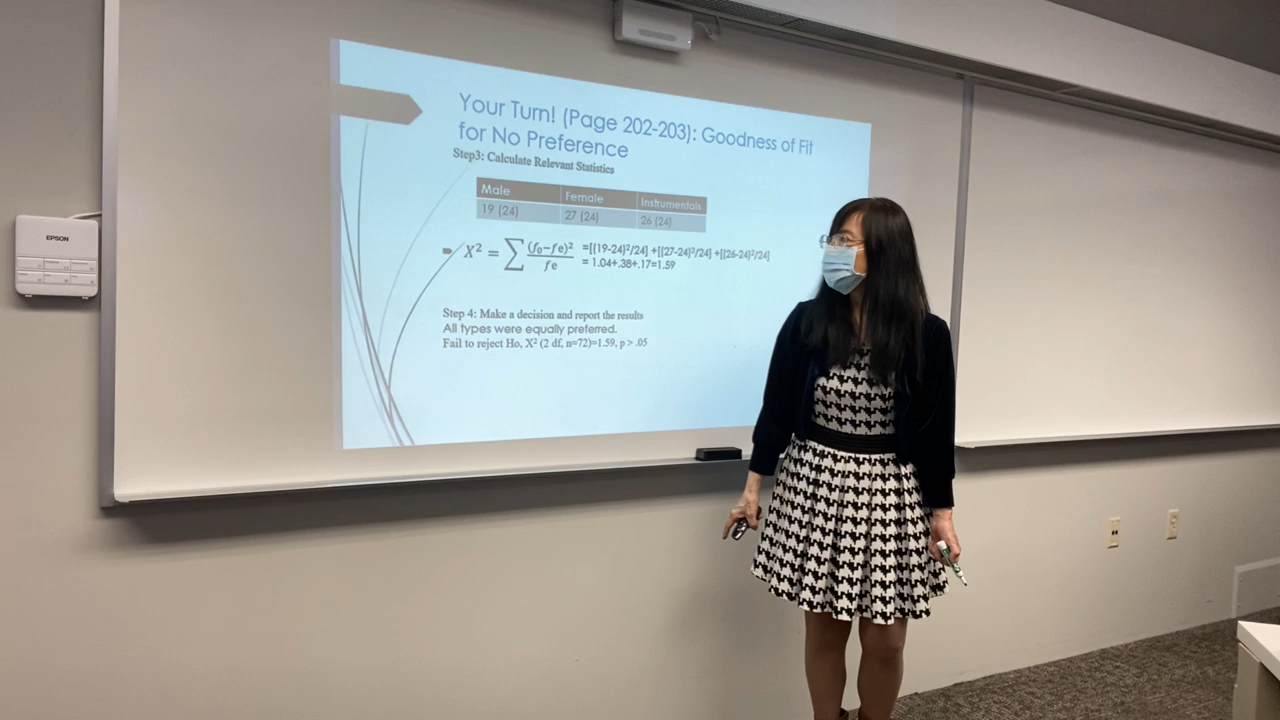 EPSON
Your Turn! (Page 202-203): Goodness of Fit
for No Preference
Step3: Calculate Relevant Statistics
Male Female Instrumentals
19 (24) 27 (24) 26 (24)
X² = ∑ (f₀−fe)²/fe =[(19-24)²/24] +[(27-24)²/24] +[(26-24)²/24]
= 1.04+.38+.17=1.59
Step 4: Make a decision and report the results
All types were equally preferred.
Fail to reject Ho, X² (2 df, n=72)=1.59, p > .05